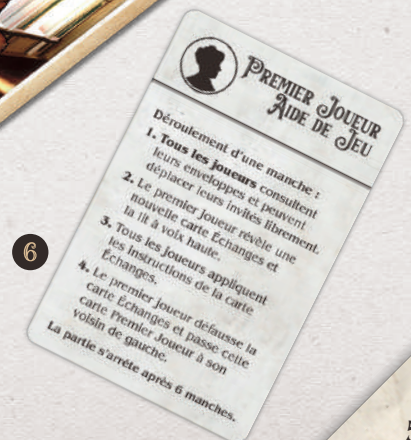 PREMIER JOUEUR
AIDE DE JEU
Déroulement d'une manche :
1. Tous les joueurs consultent
leurs enveloppes et peuvent
déplacer leurs invités librement.
2. Le premier joueur révèle une
nouvelle carte Échanges et
la lit à voix haute.
3. Tous les joueurs appliquent
les instructions de la carte
Échanges.
4. Le premier joueur défausse la
carte Échanges et passe cette
carte Premier Joueur à son
voisin de gauche.
La partie s'arrête après 6 manches.
6